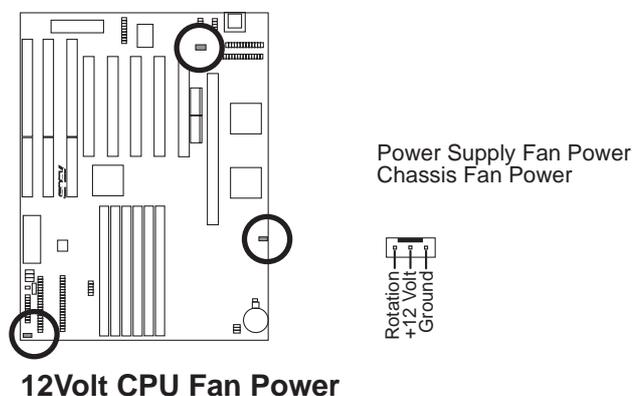 Power Supply Fan Power
Chassis Fan Power
Rotation
+12 Volt
Ground
12Volt CPU Fan Power